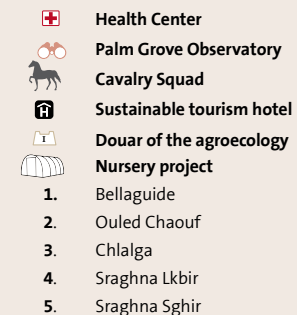 Health Center
Palm Grove Observatory
Cavalry Squad
H Sustainable tourism hotel
I Douar of the agroecology
Nursery project
1. Bellaguide
2. Ouled Chaouf
3. Chlalga
4. Sraghna Lkbir
5. Sraghna Sghir